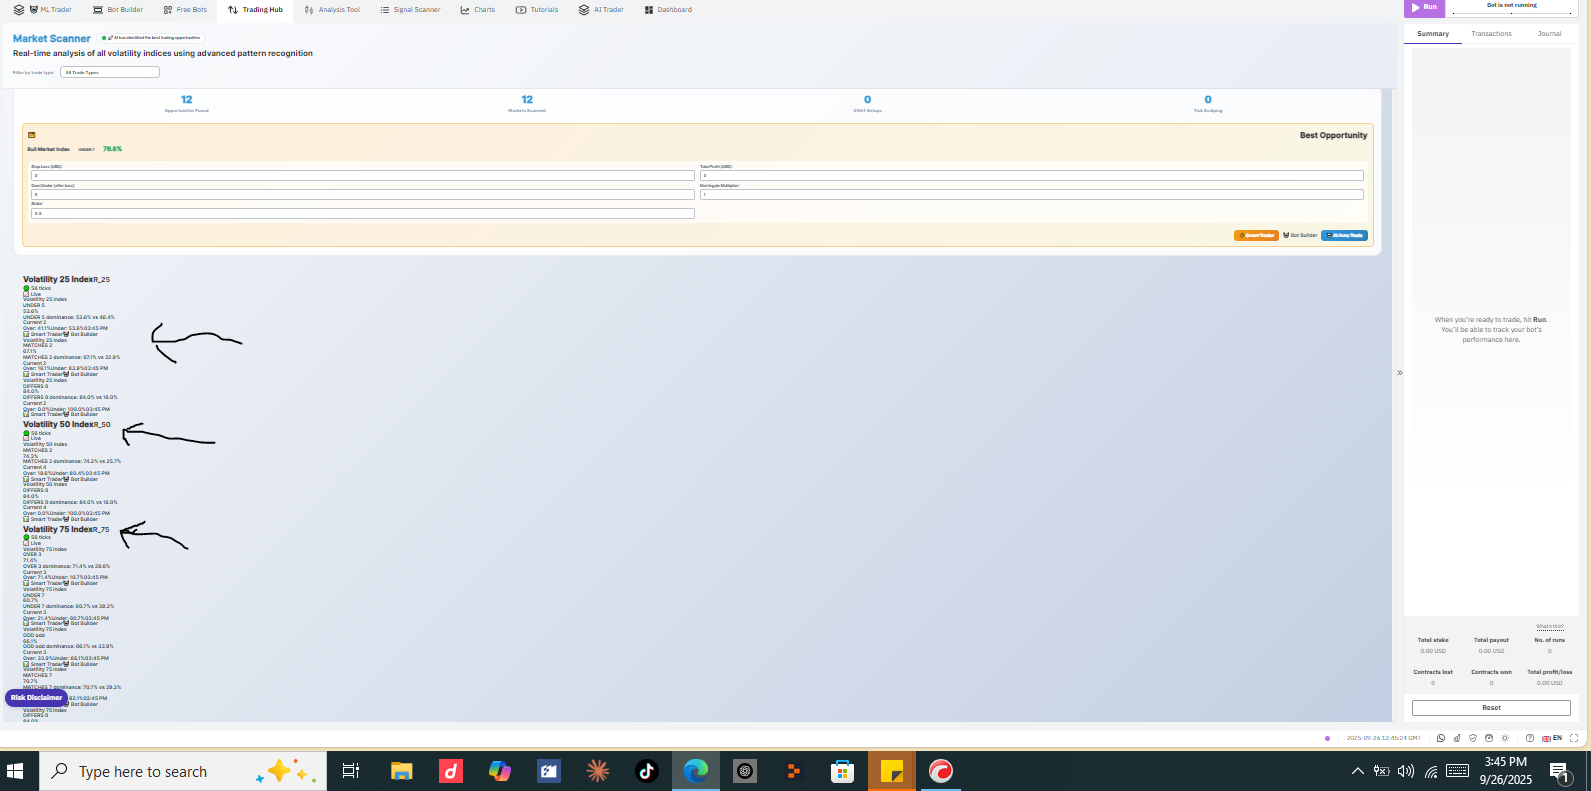 ML Trader
Bot Builder
Free Bots
Trading Hub
Analysis Tool
Signal Scanner
Charts
Tutorials
AI Trader
Dashboard
Run
Bot is not running
Market Scanner
AI has identified the best trading opportunities
Real-time analysis of all volatility indices using advanced pattern recognition
Filter by trade type:
All Trade Types
12
Opportunities Found
12
Markets Scanned
0
O5U4 Setups
0
Tick Scalping
Best Opportunity
Bull Market Index UNDER 7 76.8%
Stop Loss (USD):
Take Profit (USD):
0
Over/Under (after loss):
Martingale Multiplier:
1
Stake:
0.5
Smart Trader
Bot Builder
AI Auto Trade
Volatility 25 IndexR_25
56 ticks
Live
Volatility 25 Index
UNDER 5
53.6%
UNDER 5 dominance: 53.6% vs 46.4%
Current 2
Over: 41.1%Under: 53.6%03:45 PM
Smart Trader Bot Builder
Volatility 25 Index
MATCHES 2
67.1%
MATCHES 2 dominance: 67.1% vs 32.9%
Current 2
Over: 16.1%Under: 83.9%03:45 PM
Smart Trader Bot Builder
Volatility 25 Index
DIFFERS 0
84.0%
DIFFERS 0 dominance: 84.0% vs 16.0%
Current 2
Over: 0.0%Under: 100.0%03:45 PM
Smart Trader Bot Builder
Volatility 50 IndexR_50
56 ticks
Live
Volatility 50 Index
MATCHES 2
74.3%
MATCHES 2 dominance: 74.3% vs 25.7%
Current 4
Over: 19.6%Under: 80.4%03:45 PM
Smart Trader Bot Builder
Volatility 50 Index
DIFFERS 0
84.0%
DIFFERS 0 dominance: 84.0% vs 16.0%
Current 4
Over: 0.0%Under: 100.0%03:45 PM
Smart Trader Bot Builder
Volatility 75 IndexR_75
56 ticks
Live
Volatility 75 Index
OVER 3
71.4%
OVER 3 dominance: 71.4% vs 28.6%
Current 3
Over: 71.4%Under: 10.7%03:45 PM
Smart Trader Bot Builder
Volatility 75 Index
UNDER 7
60.7%
UNDER 7 dominance: 60.7% vs 39.3%
Current 3
Over: 21.4%Under: 60.7%03:45 PM
Smart Trader Bot Builder
Volatility 75 Index
ODD odd
66.1%
ODD odd dominance: 66.1% vs 33.9%
Current 3
Over: 33.9%Under: 66.1%03:45 PM
Smart Trader Bot Builder
Volatility 75 Index
MATCHES 7
70.7%
MATCHES 7 dominance: 70.7% vs 29.3%
82.1%03:45 PM
Bot Builder
Volatility 75 Index
DIFFERS 0
84.0%
Risk Disclaimer
Summary
Transactions
Journal
When you're ready to trade, hit Run.
You'll be able to track your bot's
performance here.
What's this?
Total stake
Total payout
No. of runs
0.00 USD
0.00 USD
0
Contracts lost
Contracts won
Total profit/loss
0
0
0.00 USD
Reset
2025-09-26 12:45:24 GMT
EN
Type here to search
3:45 PM
9/26/2025
1